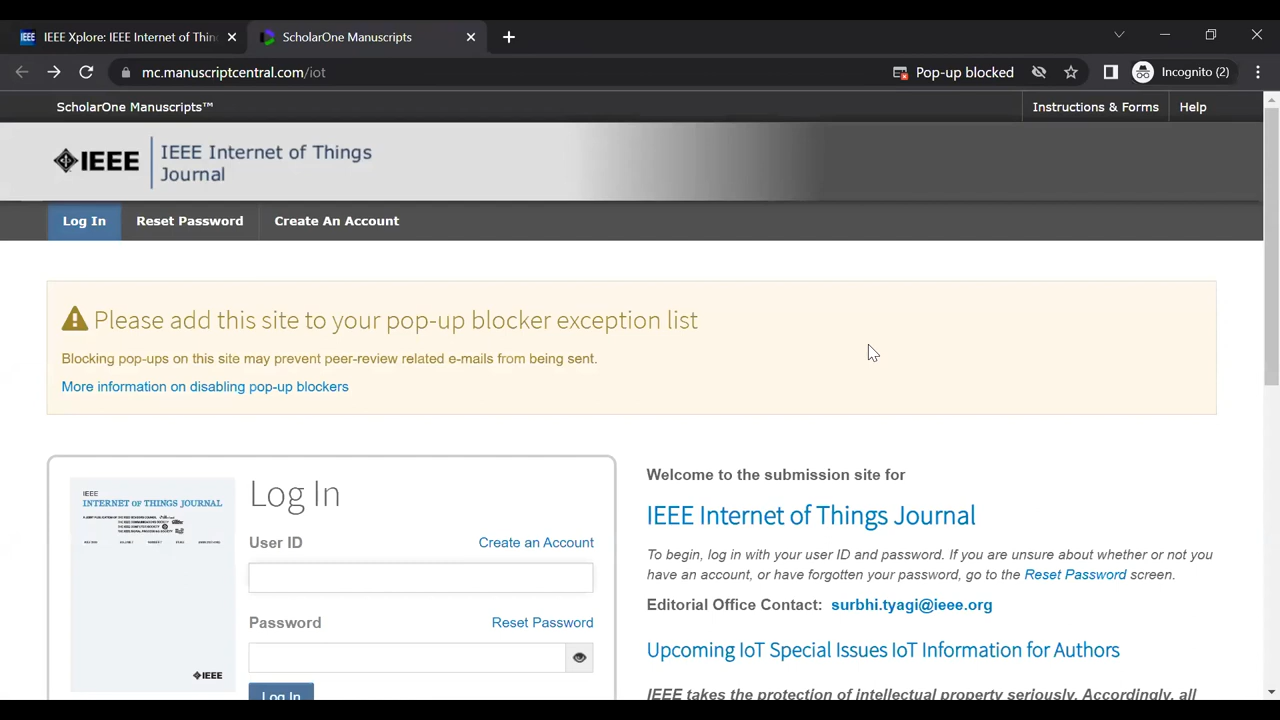 IEEE Xplore: IEEE Internet of Thin
ScholarOne Manuscripts
mc.manuscriptcentral.com/iot
Pop-up blocked
Incognito (2)
ScholarOne Manuscripts™
Instructions & Forms
Help
IEEE
IEEE Internet of Things
Journal
Log In
Reset Password
Create An Account
Please add this site to your pop-up blocker exception list
Blocking pop-ups on this site may prevent peer-review related e-mails from being sent.
More information on disabling pop-up blockers
IEEE
INTERNET OF THINGS JOURNAL
IEEE
Log In
User ID
Create an Account
Password
Reset Password
Log In
Welcome to the submission site for
IEEE Internet of Things Journal
To begin, log in with your user ID and password. If you are unsure about whether or not you
have an account, or have forgotten your password, go to the Reset Password screen.
Editorial Office Contact: surbhi.tyagi@ieee.org
Upcoming IoT Special Issues IoT Information for Authors
IEEE takes the protection of intellectual property seriously. Accordingly, all